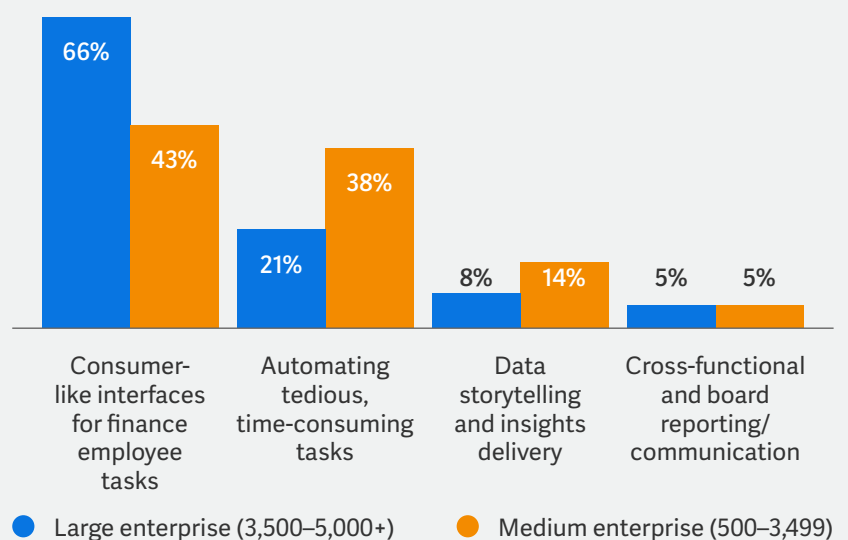 66%
43%
21%
38%
8%
14%
5%
5%
Consumer-
like interfaces
for finance
employee
tasks
Automating
tedious,
time-consuming
tasks
Data
storytelling
and insights
delivery
Cross-functional
and board
reporting/
communication
Large enterprise (3,500–5,000+)
Medium enterprise (500–3,499)